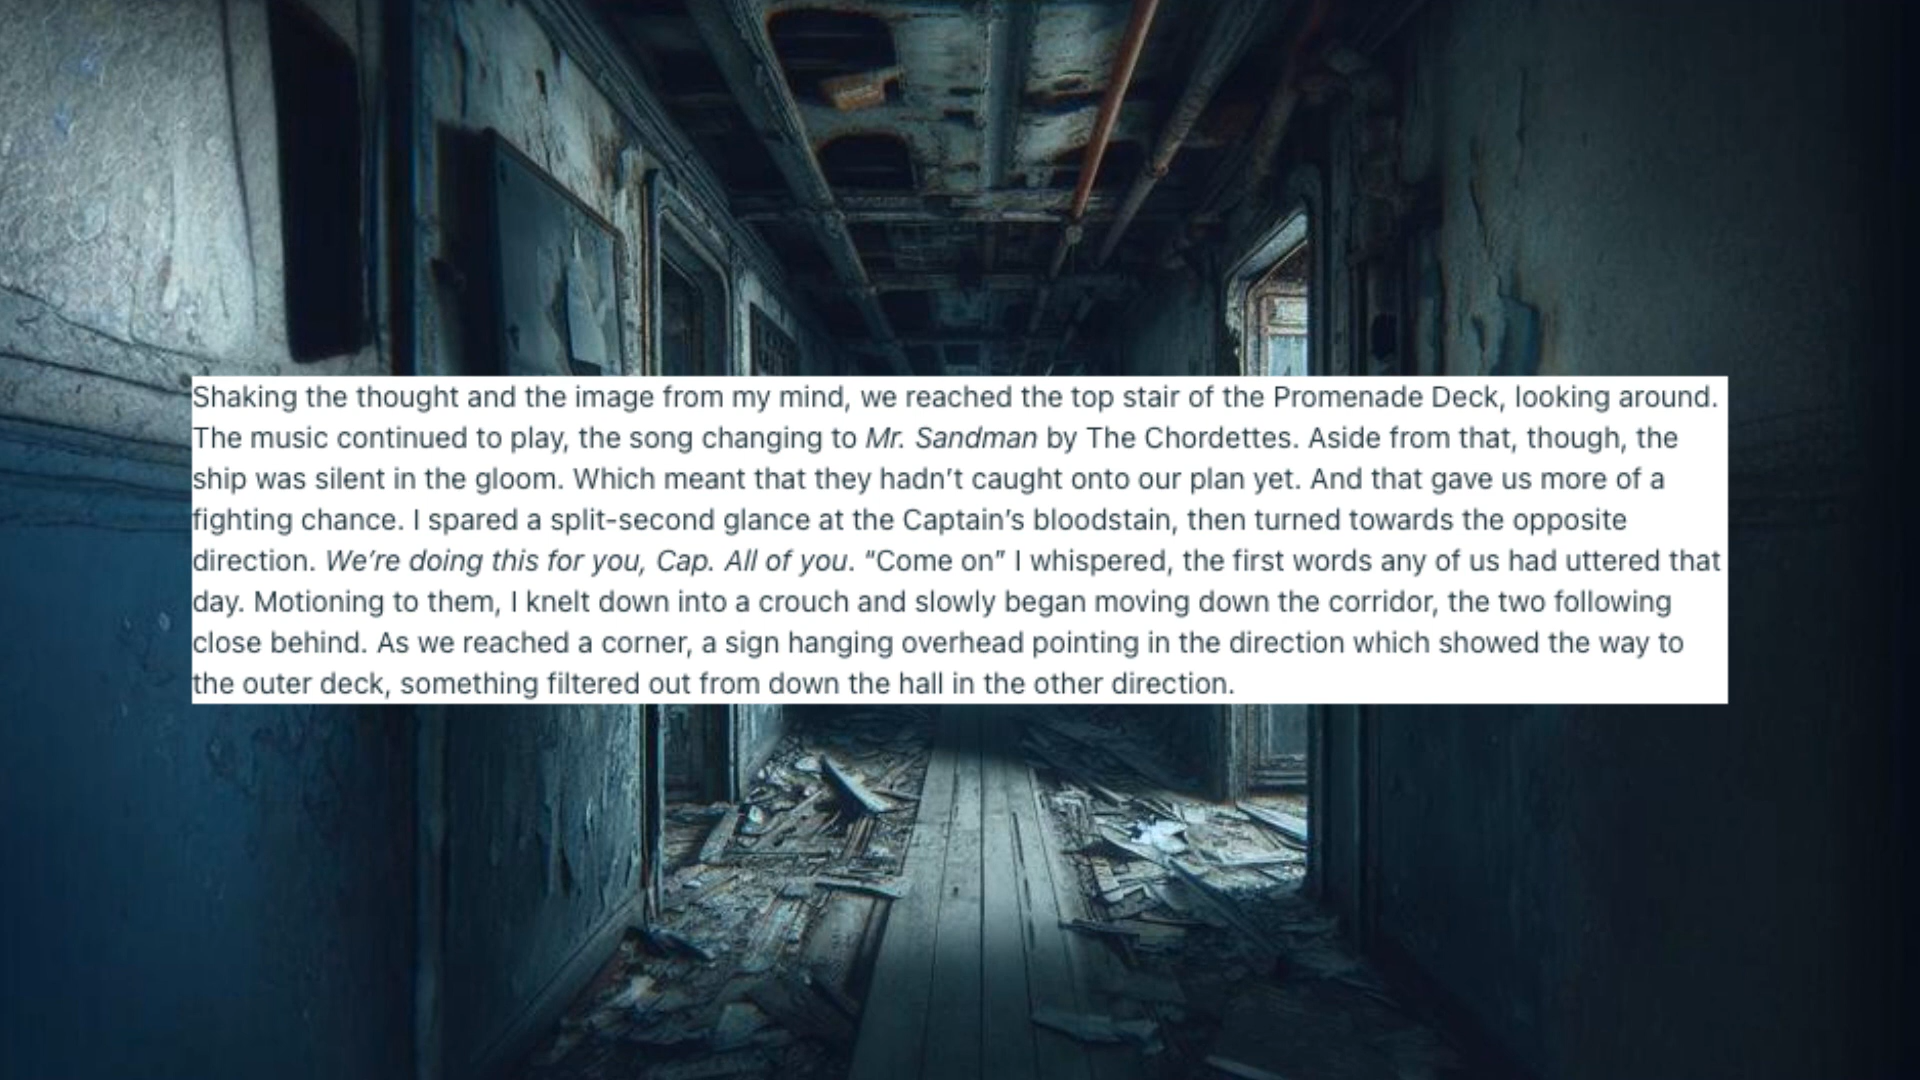 Shaking the thought and the image from my mind, we reached the top stair of the Promenade Deck, looking around.
The music continued to play, the song changing to Mr. Sandman by The Chordettes. Aside from that, though, the
ship was silent in the gloom. Which meant that they hadn’t caught onto our plan yet. And that gave us more of a
fighting chance. I spared a split-second glance at the Captain’s bloodstain, then turned towards the opposite
direction. We’re doing this for you, Cap. All of you. “Come on” I whispered, the first words any of us had uttered that
day. Motioning to them, I knelt down into a crouch and slowly began moving down the corridor, the two following
close behind. As we reached a corner, a sign hanging overhead pointing in the direction which showed the way to
the outer deck, something filtered out from down the hall in the other direction.